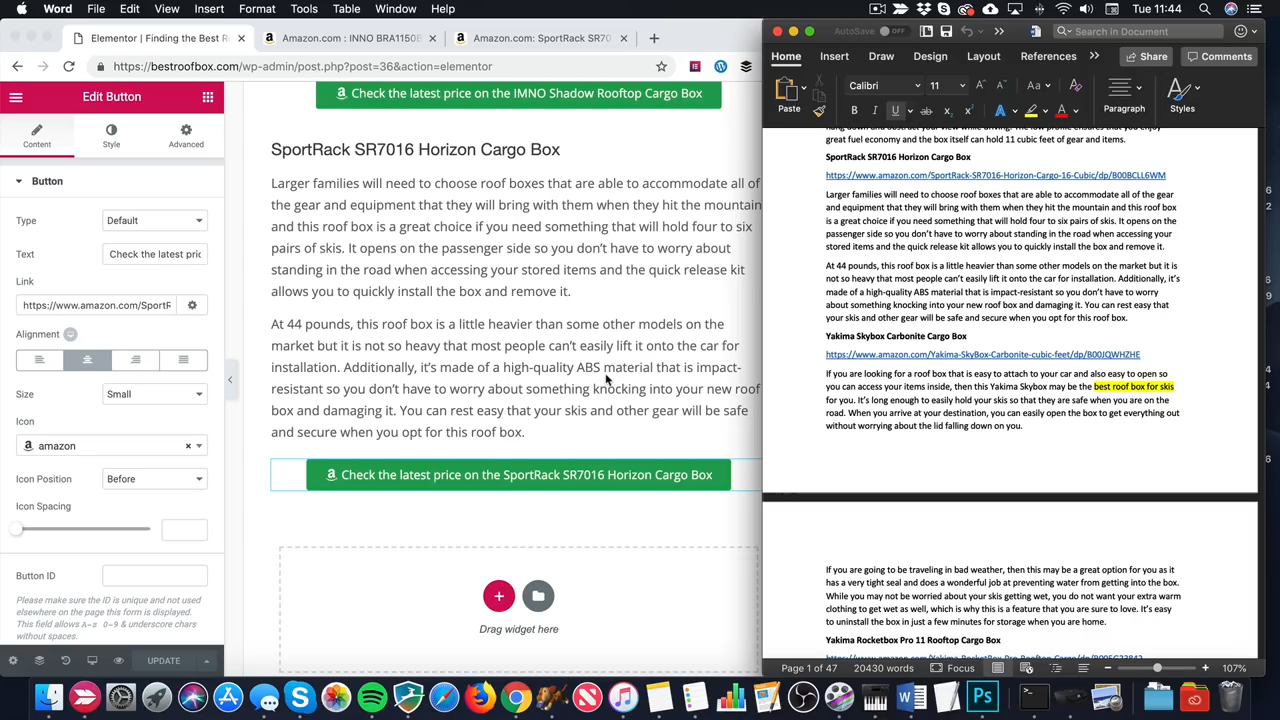 Word File Edit View Insert Format Tools Table Window Help
Tue 11:44
Elementor | Finding the Best R
Amazon.com : INNO BRA1150B
Amazon.com: SportRack SR70
https://bestroofbox.com/wp-admin/post.php?post=36&action=elementor
Edit Button
Content Style Advanced
Button
Type Default
Text Check the latest pric
Link
https://www.amazon.com/SportR
Alignment
Size Small
Icon
amazon
Icon Position Before
Icon Spacing
Button ID
Please make sure the ID is unique and not used
elsewhere on the page this form is displayed.
This field allows A-z 0-9 & underscore chars
without spaces.
UPDATE
Check the latest price on the IMNO Shadow Rooftop Cargo Box
SportRack SR7016 Horizon Cargo Box
Larger families will need to choose roof boxes that are able to accommodate all of
the gear and equipment that they will bring with them when they hit the mountain
and this roof box is a great choice if you need something that will hold four to six
pairs of skis. It opens on the passenger side so you don't have to worry about
standing in the road when accessing your stored items and the quick release kit
allows you to quickly install the box and remove it.
At 44 pounds, this roof box is a little heavier than some other models on the
market but it is not so heavy that most people can't easily lift it onto the car for
installation. Additionally, it's made of a high-quality ABS material that is impact-
resistant so you don't have to worry about something knocking into your new roof
box and damaging it. You can rest easy that your skis and other gear will be safe
and secure when you opt for this roof box.
Check the latest price on the SportRack SR7016 Horizon Cargo Box
Drag widget here
AutoSave OFF
Search in Document
Home Insert Draw Design Layout References
Share Comments
Paste
Calibri 11
Paragraph Styles
hang down and obstruct your view while driving. The low profile ensures that you enjoy
great fuel economy and the box itself can hold 11 cubic feet of gear and items.
SportRack SR7016 Horizon Cargo Box
https://www.amazon.com/SportRack-SR7016-Horizon-Cargo-16-Cubic/dp/B00BCLL6WM
Larger families will need to choose roof boxes that are able to accommodate all of the gear
and equipment that they will bring with them when they hit the mountain and this roof box
is a great choice if you need something that will hold four to six pairs of skis. It opens on the
passenger side so you don't have to worry about standing in the road when accessing your
stored items and the quick release kit allows you to quickly install the box and remove it.
At 44 pounds, this roof box is a little heavier than some other models on the market but it is
not so heavy that most people can't easily lift it onto the car for installation. Additionally, it's
made of a high-quality ABS material that is impact-resistant so you don't have to worry
about something knocking into your new roof box and damaging it. You can rest easy that
your skis and other gear will be safe and secure when you opt for this roof box.
Yakima Skybox Carbonite Cargo Box
https://www.amazon.com/Yakima-SkyBox-Carbonite-cubic-feet/dp/B00JQWHZHE
If you are looking for a roof box that is easy to attach to your car and also easy to open so
you can access your items inside, then this Yakima Skybox may be the best roof box for skis
for you. It's long enough to easily hold your skis so that they are safe when you are on the
road. When you arrive at your destination, you can easily open the box to get everything out
without worrying about the lid falling down on you.
If you are going to be traveling in bad weather, then this may be a great option for you as it
has a very tight seal and does a wonderful job at preventing water from getting into the box.
While you may not be worried about your skis getting wet, you do not want your extra warm
clothing to get wet as well, which is why this is a feature that you are sure to love. It's easy
to uninstall the box in just a few minutes for storage when you are home.
Yakima Rocketbox Pro 11 Rooftop Cargo Box
Page 1 of 47 20430 words Focus 107%